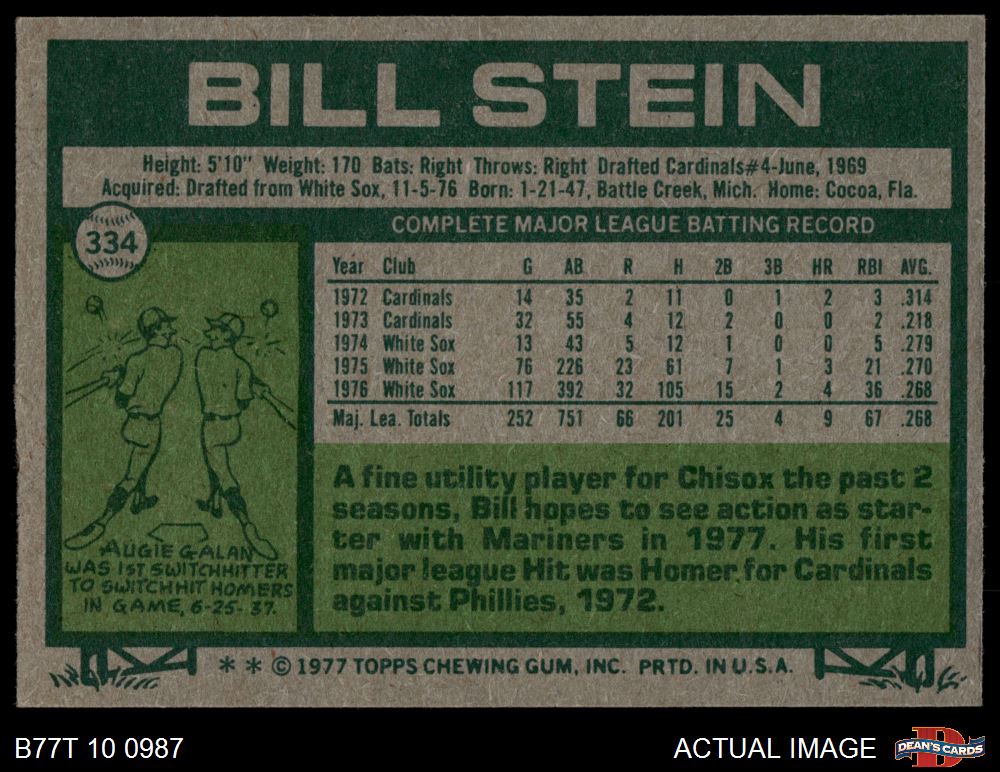 BILL STEIN
Height: 5'10" Weight: 170 Bats: Right Throws: Right Drafted Cardinals#4-June, 1969
Acquired: Drafted from White Sox, 11-5-76 Born: 1-21-47, Battle Creek, Mich. Home: Cocoa, Fla.
334
COMPLETE MAJOR LEAGUE BATTING RECORD
Year Club G AB R H 2B 3B HR RBI AVG.
1972 Cardinals 14 35 2 11 0 1 2 3 .314
1973 Cardinals 32 55 4 12 2 0 0 2 .218
1974 White Sox 13 43 5 12 1 0 0 5 .279
1975 White Sox 76 226 23 61 7 1 3 21 .270
1976 White Sox 117 392 32 105 15 2 4 36 .268
Maj. Lea. Totals 252 751 66 201 25 4 9 67 .268
AUGIE GALAN
WAS 1ST SWITCHHITTER
TO SWITCHHIT HOMERS
IN GAME, 6-25-37.
A fine utility player for Chisox the past 2
seasons, Bill hopes to see action as star-
ter with Mariners in 1977. His first
major league Hit was Homer for Cardinals
against Phillies, 1972.
* * © 1977 TOPPS CHEWING GUM, INC. PRTD. IN U.S.A.
B77T 10 0987
ACTUAL IMAGE
D
DEAN'S CARDS